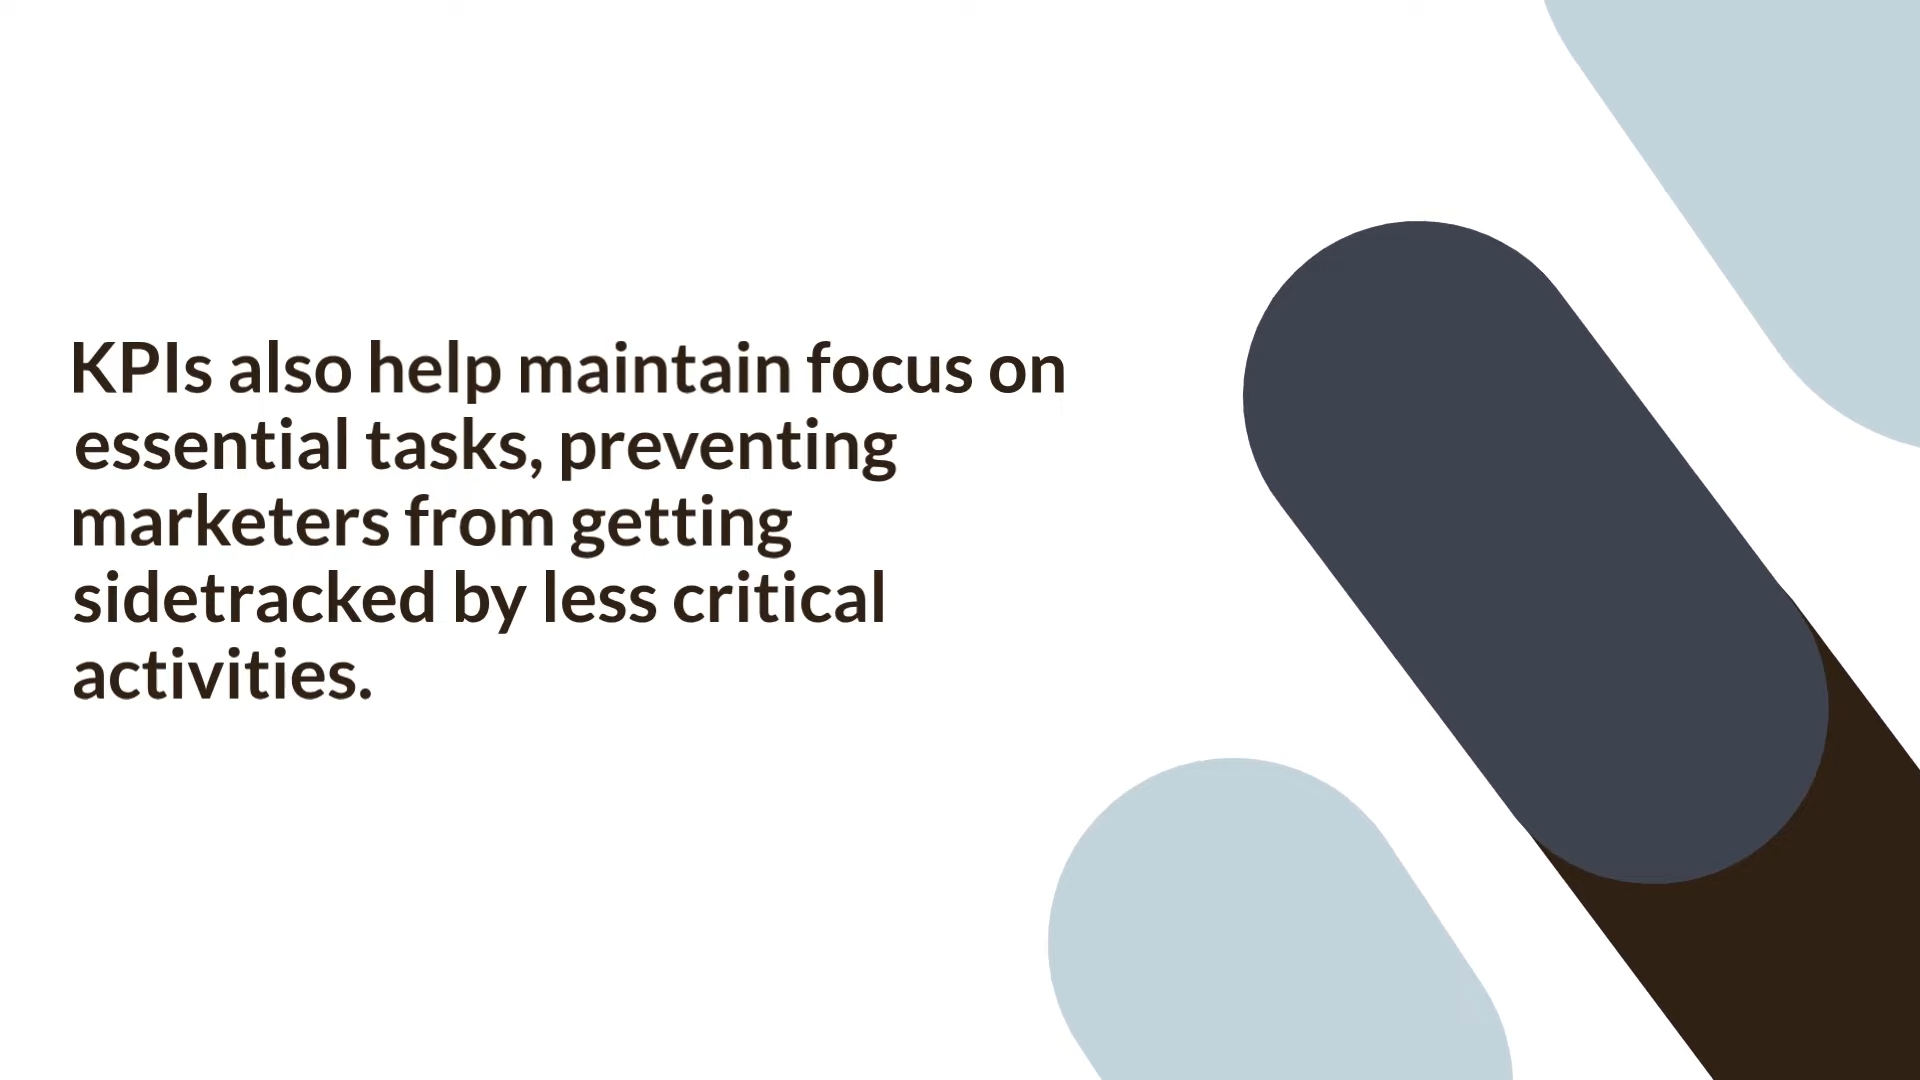 KPIs also help maintain focus on
essential tasks, preventing
marketers from getting
sidetracked by less critical
activities.